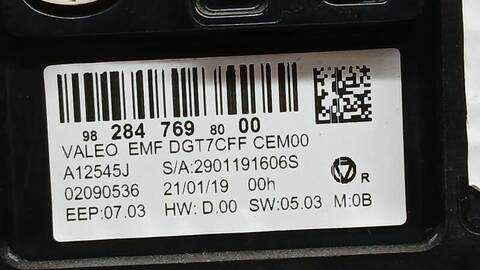 98 284 769 80 00
VALEO EMF DGT7CFF CEM00
A12545J S/A:2901191606S
02090536 21/01/19 00h
R
EEP:07.03 HW: D.00 SW:05.03 M:0B